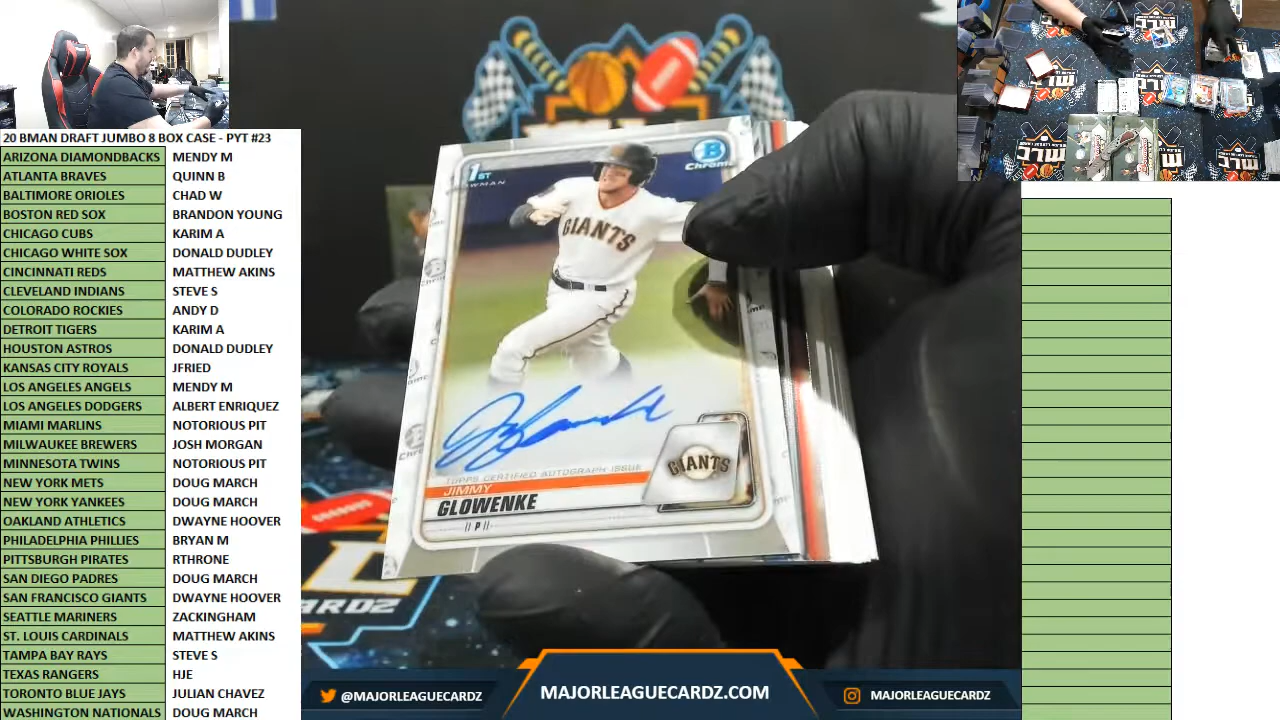 20 BMAN DRAFT JUMBO 8 BOX CASE - PYT #23
ARIZONA DIAMONDBACKS MENDY M
ATLANTA BRAVES QUINN B
BALTIMORE ORIOLES CHAD W
BOSTON RED SOX BRANDON YOUNG
CHICAGO CUBS KARIM A
CHICAGO WHITE SOX DONALD DUDLEY
CINCINNATI REDS MATTHEW AKINS
CLEVELAND INDIANS STEVE S
COLORADO ROCKIES ANDY D
DETROIT TIGERS KARIM A
HOUSTON ASTROS DONALD DUDLEY
KANSAS CITY ROYALS JFRIED
LOS ANGELES ANGELS MENDY M
LOS ANGELES DODGERS ALBERT ENRIQUEZ
MIAMI MARLINS NOTORIOUS PIT
MILWAUKEE BREWERS JOSH MORGAN
MINNESOTA TWINS NOTORIOUS PIT
NEW YORK METS DOUG MARCH
NEW YORK YANKEES DOUG MARCH
OAKLAND ATHLETICS DWAYNE HOOVER
PHILADELPHIA PHILLIES BRYAN M
PITTSBURGH PIRATES RTHRONE
SAN DIEGO PADRES DOUG MARCH
SAN FRANCISCO GIANTS DWAYNE HOOVER
SEATTLE MARINERS ZACKINGHAM
ST. LOUIS CARDINALS MATTHEW AKINS
TAMPA BAY RAYS STEVE S
TEXAS RANGERS HJE
TORONTO BLUE JAYS JULIAN CHAVEZ
WASHINGTON NATIONALS DOUG MARCH
1ST
BOWMAN
B
Chrome
GIANTS
TOPPS CERTIFIED AUTOGRAPH ISSUE
JIMMY
GLOWENKE
// P //
GIANTS
@MAJORLEAGUECARDZ
MAJORLEAGUECARDZ.COM
MAJORLEAGUECARDZ